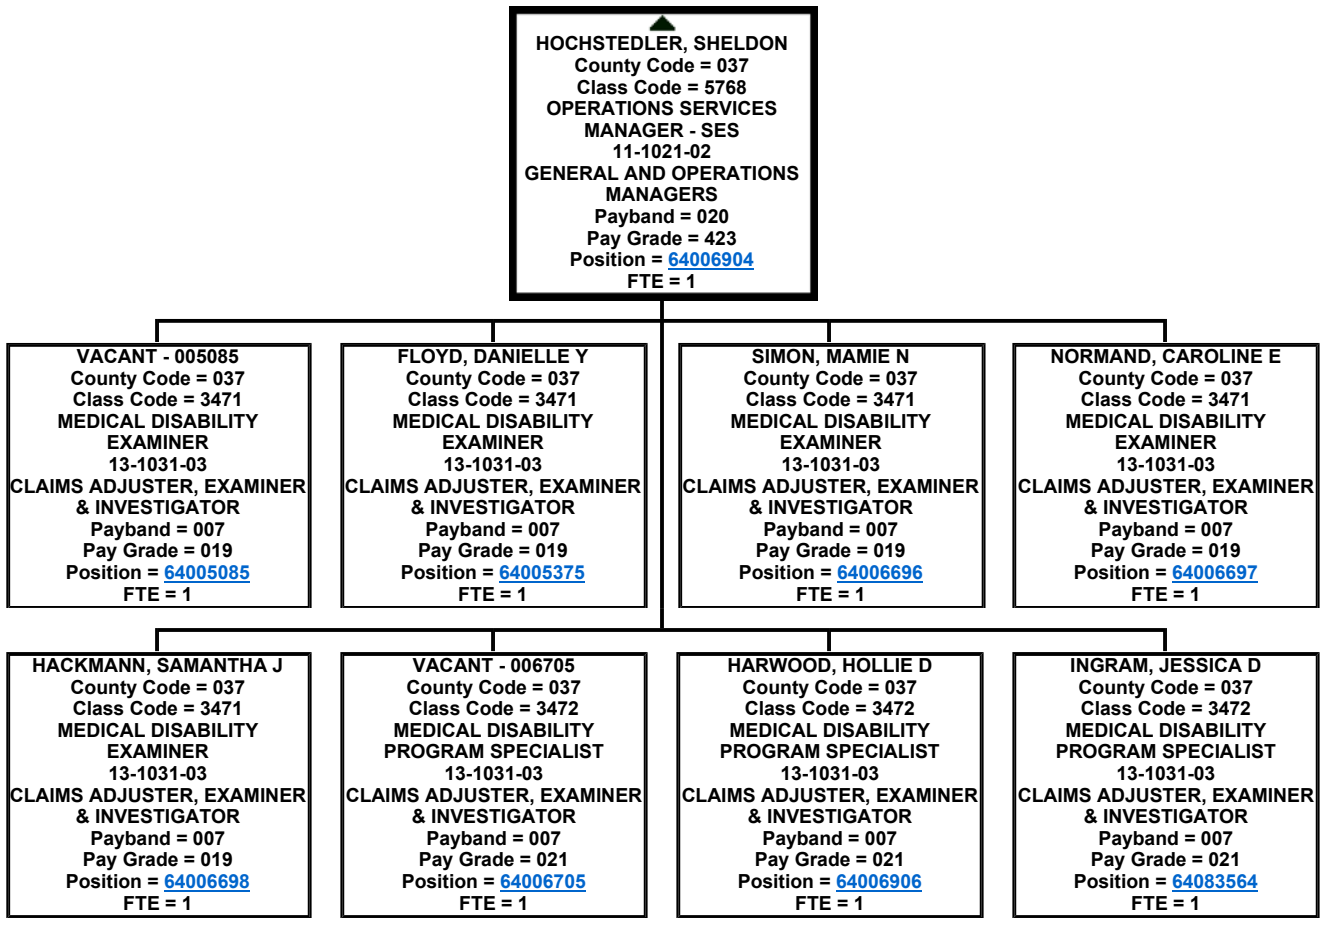 HOCHSTEDLER, SHELDON
County Code = 037
Class Code = 5768
OPERATIONS SERVICES
MANAGER - SES
11-1021-02
GENERAL AND OPERATIONS
MANAGERS
Payband = 020
Pay Grade = 423
Position = 64006904
FTE = 1
VACANT - 005085
County Code = 037
Class Code = 3471
MEDICAL DISABILITY
EXAMINER
13-1031-03
CLAIMS ADJUSTER, EXAMINER
& INVESTIGATOR
Payband = 007
Pay Grade = 019
Position = 64005085
FTE = 1
FLOYD, DANIELLE Y
County Code = 037
Class Code = 3471
MEDICAL DISABILITY
EXAMINER
13-1031-03
CLAIMS ADJUSTER, EXAMINER
& INVESTIGATOR
Payband = 007
Pay Grade = 019
Position = 64005375
FTE = 1
SIMON, MAMIE N
County Code = 037
Class Code = 3471
MEDICAL DISABILITY
EXAMINER
13-1031-03
CLAIMS ADJUSTER, EXAMINER
& INVESTIGATOR
Payband = 007
Pay Grade = 019
Position = 64006696
FTE = 1
NORMAND, CAROLINE E
County Code = 037
Class Code = 3471
MEDICAL DISABILITY
EXAMINER
13-1031-03
CLAIMS ADJUSTER, EXAMINER
& INVESTIGATOR
Payband = 007
Pay Grade = 019
Position = 64006697
FTE = 1
HACKMANN, SAMANTHA J
County Code = 037
Class Code = 3471
MEDICAL DISABILITY
EXAMINER
13-1031-03
CLAIMS ADJUSTER, EXAMINER
& INVESTIGATOR
Payband = 007
Pay Grade = 019
Position = 64006698
FTE = 1
VACANT - 006705
County Code = 037
Class Code = 3472
MEDICAL DISABILITY
PROGRAM SPECIALIST
13-1031-03
CLAIMS ADJUSTER, EXAMINER
& INVESTIGATOR
Payband = 007
Pay Grade = 021
Position = 64006705
FTE = 1
HARWOOD, HOLLIE D
County Code = 037
Class Code = 3472
MEDICAL DISABILITY
PROGRAM SPECIALIST
13-1031-03
CLAIMS ADJUSTER, EXAMINER
& INVESTIGATOR
Payband = 007
Pay Grade = 021
Position = 64006906
FTE = 1
INGRAM, JESSICA D
County Code = 037
Class Code = 3472
MEDICAL DISABILITY
PROGRAM SPECIALIST
13-1031-03
CLAIMS ADJUSTER, EXAMINER
& INVESTIGATOR
Payband = 007
Pay Grade = 021
Position = 64083564
FTE = 1